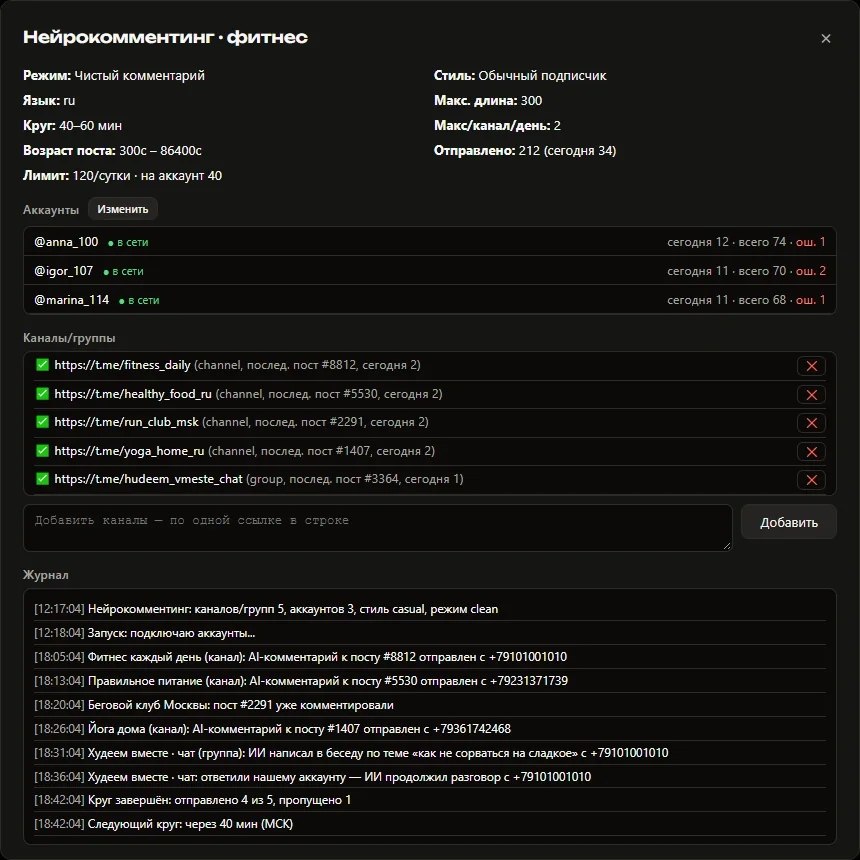 Нейрокомментинг · фитнес
Режим: Чистый комментарий
Стиль: Обычный подписчик
Язык: ru
Макс. длина: 300
Круг: 40–60 мин
Макс/канал/день: 2
Возраст поста: 300с – 86400с
Отправлено: 212 (сегодня 34)
Лимит: 120/сутки · на аккаунт 40
Аккаунты Изменить
@anna_100 ● в сети сегодня 12 · всего 74 · ош. 1
@igor_107 ● в сети сегодня 11 · всего 70 · ош. 2
@marina_114 ● в сети сегодня 11 · всего 68 · ош. 1
Каналы/группы
https://t.me/fitness_daily (channel, послед. пост #8812, сегодня 2)
https://t.me/healthy_food_ru (channel, послед. пост #5530, сегодня 2)
https://t.me/run_club_msk (channel, послед. пост #2291, сегодня 2)
https://t.me/yoga_home_ru (channel, послед. пост #1407, сегодня 2)
https://t.me/hudeem_vmeste_chat (group, послед. пост #3364, сегодня 1)
Добавить каналы — по одной ссылке в строке
Добавить
Журнал
[12:17:04] Нейрокомментинг: каналов/групп 5, аккаунтов 3, стиль casual, режим clean
[12:18:04] Запуск: подключаю аккаунты...
[18:05:04] Фитнес каждый день (канал): AI-комментарий к посту #8812 отправлен с +79101001010
[18:13:04] Правильное питание (канал): AI-комментарий к посту #5530 отправлен с +79231371739
[18:20:04] Беговой клуб Москвы: пост #2291 уже комментировали
[18:26:04] Йога дома (канал): AI-комментарий к посту #1407 отправлен с +79361742468
[18:31:04] Худеем вместе · чат (группа): ИИ написал в беседу по теме «как не сорваться на сладкое» с +79101001010
[18:36:04] Худеем вместе · чат: ответили нашему аккаунту — ИИ продолжил разговор с +79101001010
[18:42:04] Круг завершён: отправлено 4 из 5, пропущено 1
[18:42:04] Следующий круг: через 40 мин (МСК)